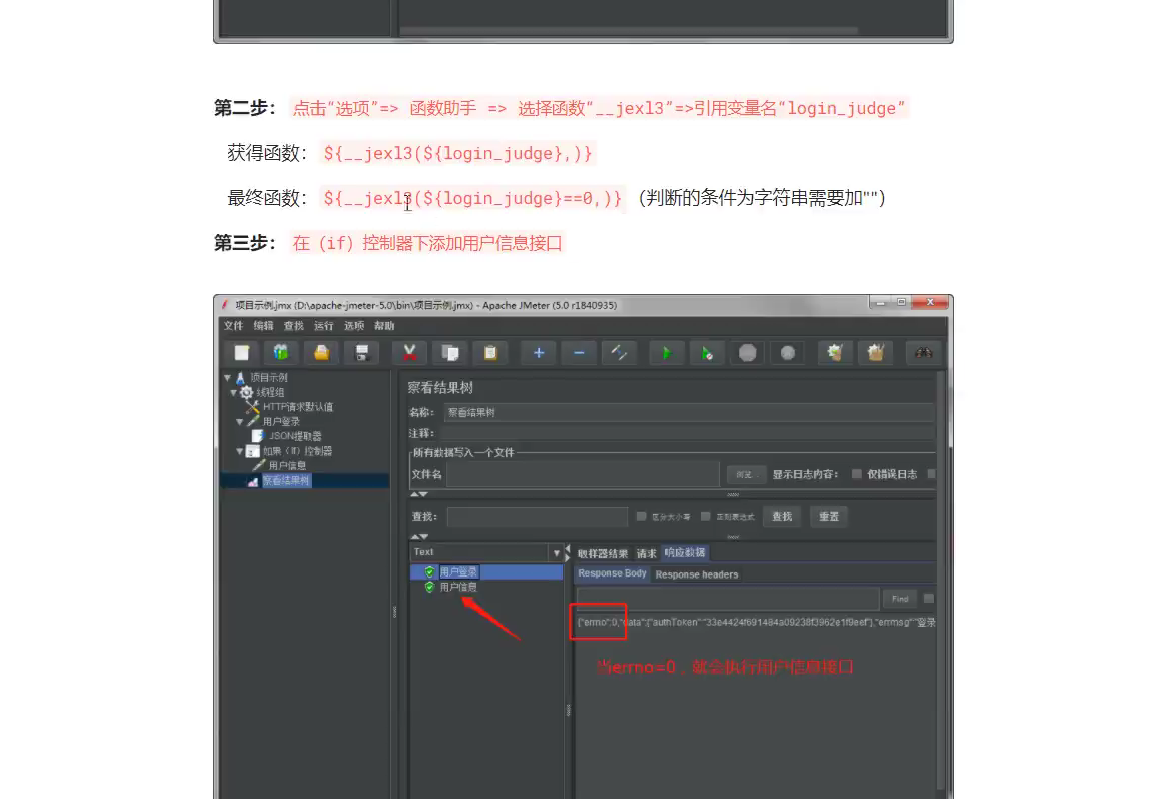 第二步： 点击“选项”=> 函数助手 => 选择函数“__jexl3”=>引用变量名“login_judge”
获得函数： ${__jexl3(${login_judge},)}
最终函数： ${__jexl3(${login_judge}==0,)} (判断的条件为字符串需要加"")
第三步： 在（if）控制器下添加用户信息接口
项目示例.jmx (D:\apache-jmeter-5.0\bin\项目示例.jmx) - Apache JMeter (5.0 r1840935)
文件 编辑 查找 运行 选项 帮助
项目示例
线程组
HTTP请求默认值
用户登录
JSON提取器
如果（If）控制器
用户信息
察看结果树
察看结果树
名称： 察看结果树
注释：
所有数据写入一个文件
文件名 浏览... 显示日志内容： 仅错误日志
查找： 区分大小写 正则表达式 查找 重置
Text 取样器结果 请求 响应数据
用户登录
用户信息
Response Body Response headers
Find
{"errno":0,"data":{"authToken":"33e4424f691484a09238f3962e1f9eef"},"errmsg":"登录
当errno=0，就会执行用户信息接口